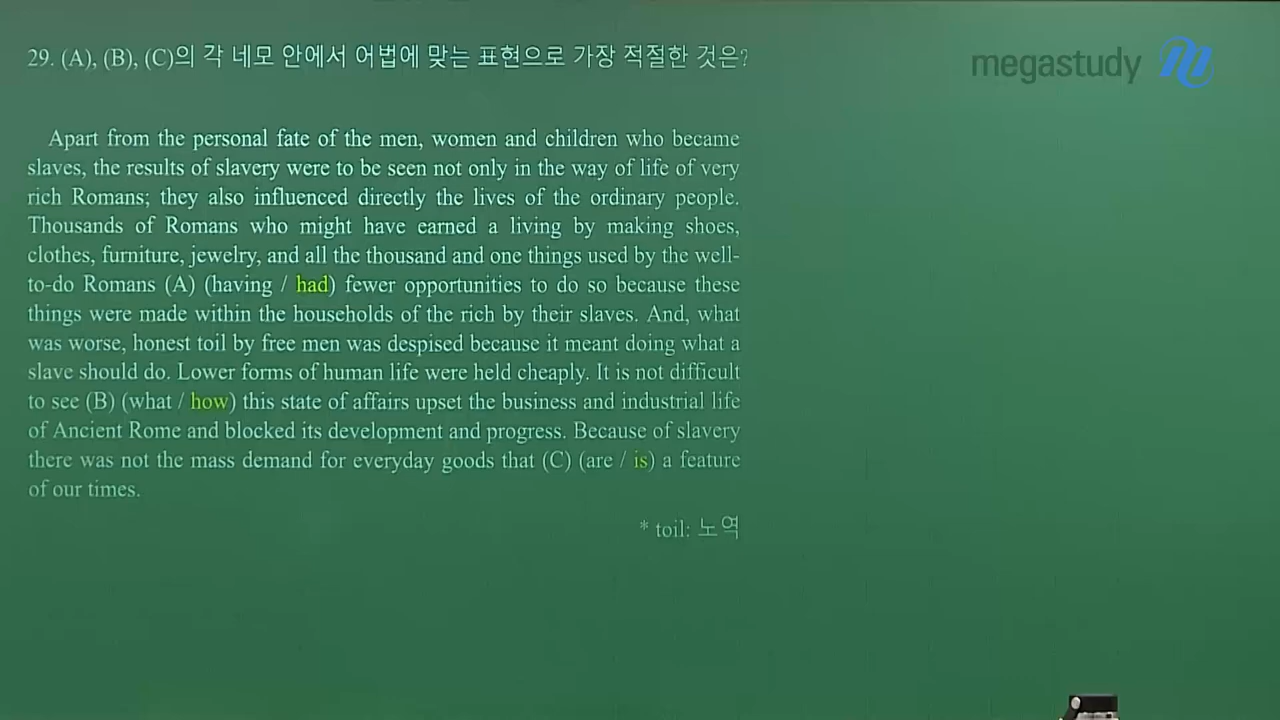 29. (A), (B), (C)의 각 네모 안에서 어법에 맞는 표현으로 가장 적절한 것은?
megastudy
Apart from the personal fate of the men, women and children who became
slaves, the results of slavery were to be seen not only in the way of life of very
rich Romans; they also influenced directly the lives of the ordinary people.
Thousands of Romans who might have earned a living by making shoes,
clothes, furniture, jewelry, and all the thousand and one things used by the well-
to-do Romans (A) (having / had) fewer opportunities to do so because these
things were made within the households of the rich by their slaves. And, what
was worse, honest toil by free men was despised because it meant doing what a
slave should do. Lower forms of human life were held cheaply. It is not difficult
to see (B) (what / how) this state of affairs upset the business and industrial life
of Ancient Rome and blocked its development and progress. Because of slavery
there was not the mass demand for everyday goods that (C) (are / is) a feature
of our times.
* toil: 노역